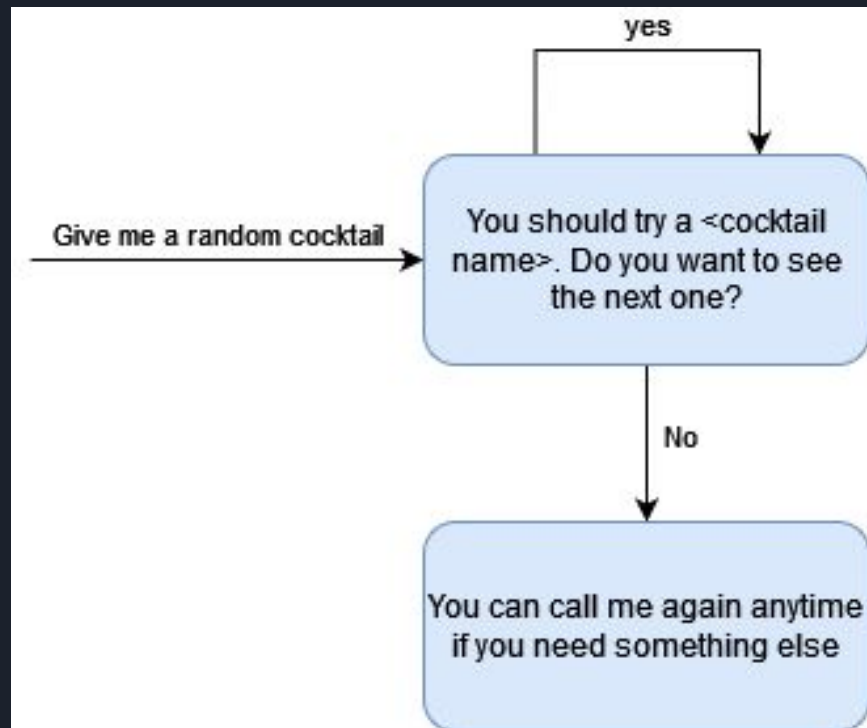 yes
Give me a random cocktail
You should try a <cocktail
name>. Do you want to see
the next one?
No
You can call me again anytime
if you need something else